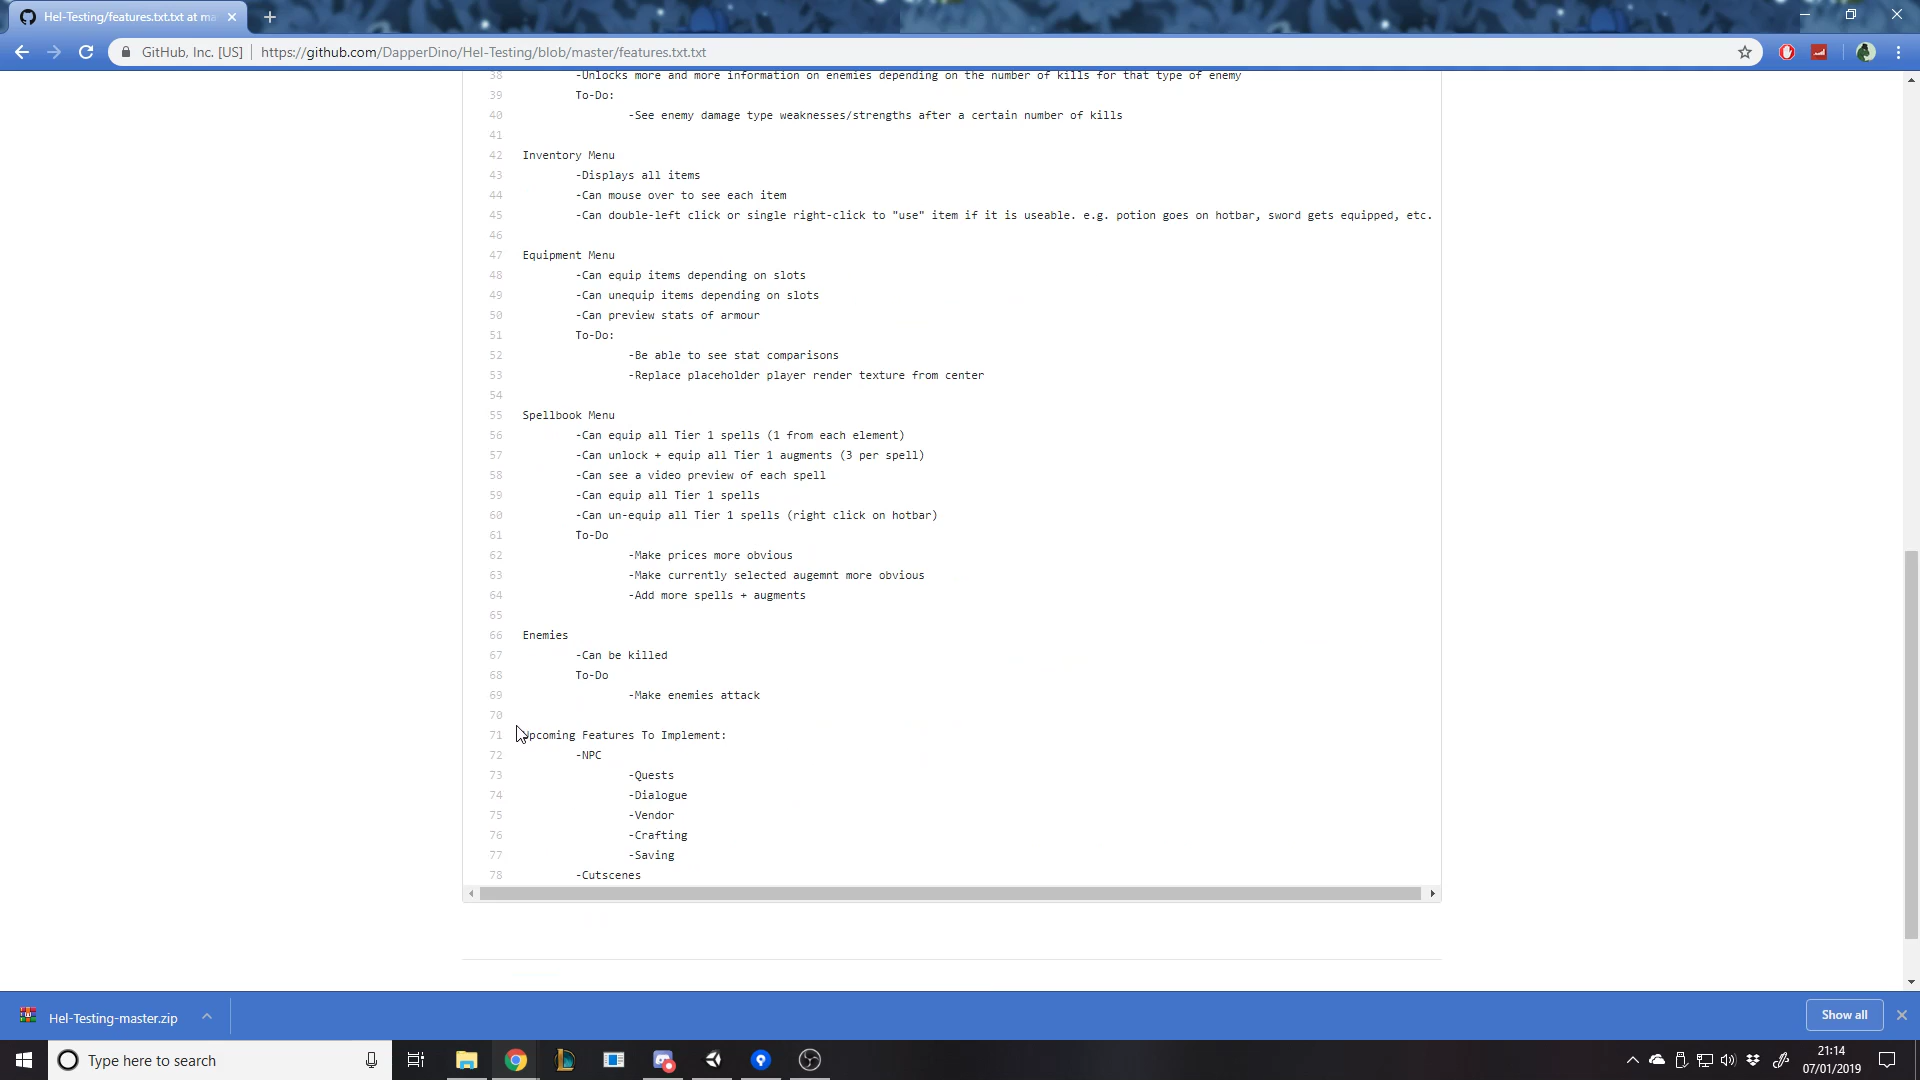 Hel-Testing/features.txt.txt at ma
GitHub, Inc. [US] https://github.com/DapperDino/Hel-Testing/blob/master/features.txt.txt
38 -Unlocks more and more information on enemies depending on the number of kills for that type of enemy
39 To-Do:
40 -See enemy damage type weaknesses/strengths after a certain number of kills
41
42 Inventory Menu
43 -Displays all items
44 -Can mouse over to see each item
45 -Can double-left click or single right-click to "use" item if it is useable. e.g. potion goes on hotbar, sword gets equipped, etc.
46
47 Equipment Menu
48 -Can equip items depending on slots
49 -Can unequip items depending on slots
50 -Can preview stats of armour
51 To-Do:
52 -Be able to see stat comparisons
53 -Replace placeholder player render texture from center
54
55 Spellbook Menu
56 -Can equip all Tier 1 spells (1 from each element)
57 -Can unlock + equip all Tier 1 augments (3 per spell)
58 -Can see a video preview of each spell
59 -Can equip all Tier 1 spells
60 -Can un-equip all Tier 1 spells (right click on hotbar)
61 To-Do
62 -Make prices more obvious
63 -Make currently selected augemnt more obvious
64 -Add more spells + augments
65
66 Enemies
67 -Can be killed
68 To-Do
69 -Make enemies attack
70
71 Upcoming Features To Implement:
72 -NPC
73 -Quests
74 -Dialogue
75 -Vendor
76 -Crafting
77 -Saving
78 -Cutscenes
Hel-Testing-master.zip
Show all
Type here to search
21:14
07/01/2019